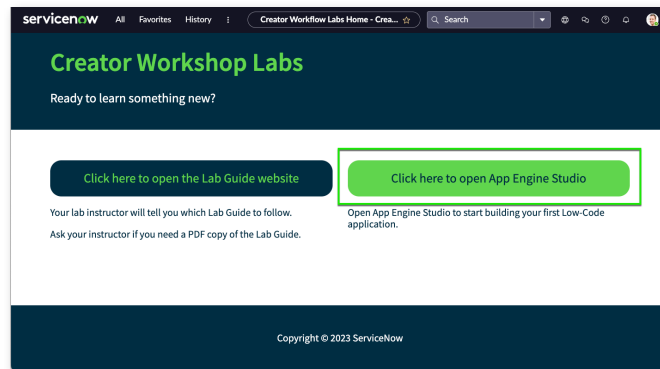 servicenow All Favorites History Creator Workflow Labs Home - Crea... Search
Creator Workshop Labs
Ready to learn something new?
Click here to open the Lab Guide website
Click here to open App Engine Studio
Your lab instructor will tell you which Lab Guide to follow.
Ask your instructor if you need a PDF copy of the Lab Guide.
Open App Engine Studio to start building your first Low-Code
application.
Copyright © 2023 ServiceNow